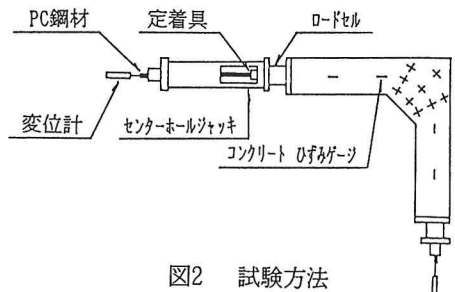 PC鋼材
定着具
ロードセル
変位計
センターホールジャッキ
コンクリート ひずみゲージ
図2 試験方法